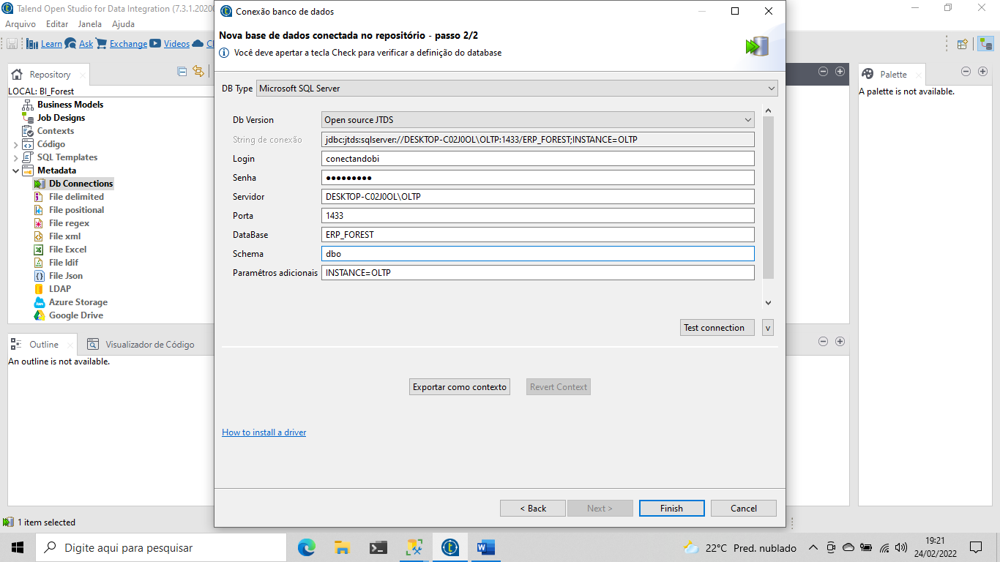 Talend Open Studio for Data Integration (7.3.1.2020
Arquivo Editar Janela Ajuda
Learn Ask Exchange Videos Cl
Repository
LOCAL: BI_Forest
Business Models
Job Designs
Contexts
Código
SQL Templates
Metadata
Db Connections
File delimited
File positional
File regex
File xml
File Excel
File ldif
File Json
LDAP
Azure Storage
Google Drive
Outline
Visualizador de Código
An outline is not available.
1 item selected
Conexão banco de dados
Nova base de dados conectada no repositório - passo 2/2
Você deve apertar a tecla Check para verificar a definição do database
DB Type Microsoft SQL Server
Db Version Open source JTDS
String de conexão jdbc:jtds:sqlserver://DESKTOP-C02J0OL\OLTP:1433/ERP_FOREST;INSTANCE=OLTP
Login conectandobi
Senha ●●●●●●●●●
Servidor DESKTOP-C02J0OL\OLTP
Porta 1433
DataBase ERP_FOREST
Schema dbo
Paramêtros adicionais INSTANCE=OLTP
Test connection v
Exportar como contexto Revert Context
How to install a driver
< Back Next > Finish Cancel
Palette
A palette is not available.
Digite aqui para pesquisar
22°C Pred. nublado
19:21
24/02/2022